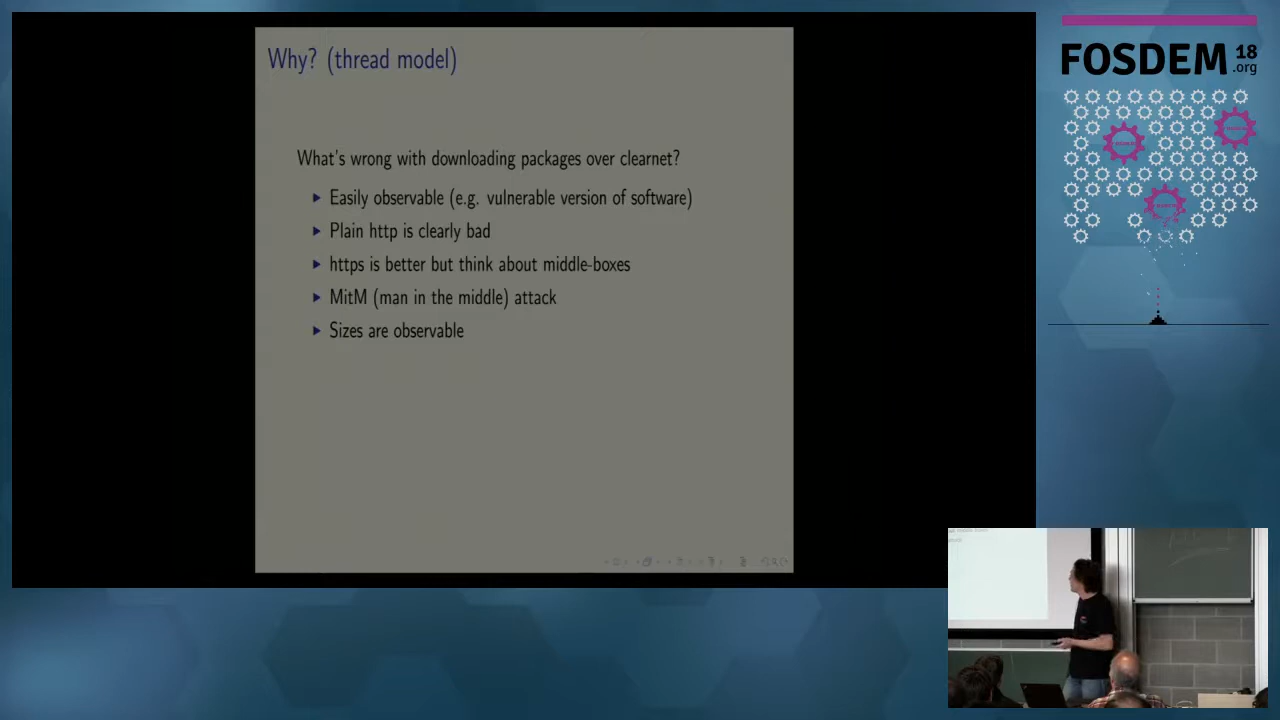 Why? (thread model)
What's wrong with downloading packages over clearnet?
Easily observable (e.g. vulnerable version of software)
Plain http is clearly bad
https is better but think about middle-boxes
MitM (man in the middle) attack
Sizes are observable
FOSDEM 18
.org